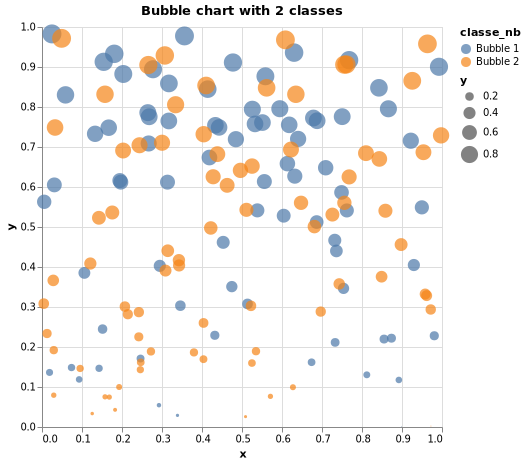 Bubble chart with 2 classes
1.0
0.9
0.8
0.7
0.6
0.5
0.4
0.3
0.2
0.1
0.0
y
0.0 0.1 0.2 0.3 0.4 0.5 0.6 0.7 0.8 0.9 1.0
x
classe_nb
Bubble 1
Bubble 2
y
0.2
0.4
0.6
0.8